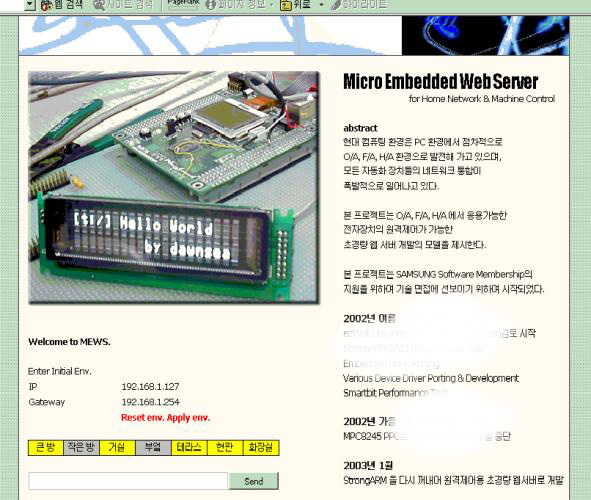 웹 검색 사이트 검색 PageRank 페이지 정보 위로 하이라이트
Micro Embedded Web Server
for Home Network & Machine Control
abstract
현대 컴퓨팅 환경은 PC 환경에서 점차적으로
O/A, F/A, H/A 환경으로 발전해 가고 있으며,
모든 자동화 장치들의 네트워크 통합이
폭발적으로 일어나고 있다.
본 프로젝트는 O/A, F/A, H/A 에서 응용가능한
전자장치의 원격제어가 가능한
초경량 웹 서버 개발의 모델을 제시한다.
본 프로젝트는 SAMSUNG Software Membership의
지원을 위하며 기술 면접에 선보이기 위하여 시작되었다.
2002년 여름
검토 시작
Embedded Linux Porting
Various Device Driver Porting & Development
Smartbit Performance Test
2002년 가을
MPC8245 중단
2003년 1월
StrongARM 을 다시 꺼내어 원격제어용 초경량 웹서버로 개발
[ti/] Hello World
by dawnsea
Welcome to MEWS.
Enter Initial Env.
IP 192.168.1.127
Gateway 192.168.1.254
Reset env. Apply env.
큰 방 작은 방 거실 부엌 테라스 현관 화장실
Send